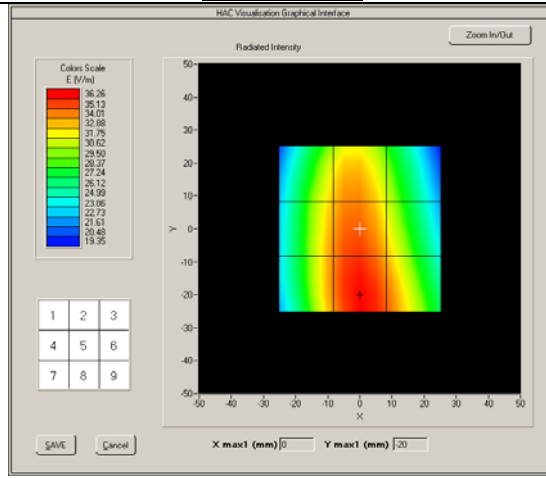 HAC Visualisation Graphical Interface
Zoom In/Out
Radiated Intensity
Colors Scale
E (V/m)
36.26
35.13
34.01
32.88
31.75
30.62
29.50
28.37
27.24
26.12
24.99
23.86
22.73
21.61
20.48
19.35
50
40
30
20
10
Y 0
-10
-20
-30
-40
-50
-50 -40 -30 -20 -10 0 10 20 30 40 50
X
1 2 3
4 5 6
7 8 9
SAVE Cancel X max1 (mm) 0 Y max1 (mm) -20